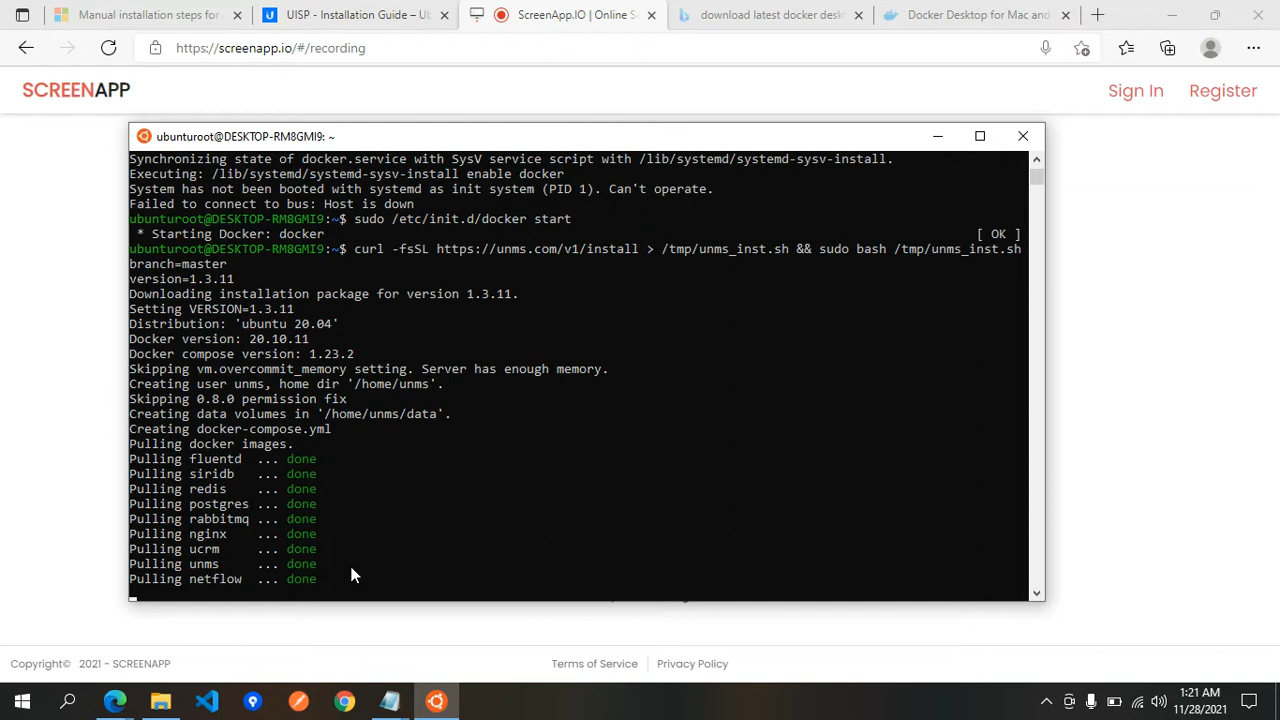 Manual installation steps for
UISP - Installation Guide – Ub
ScreenApp.IO | Online S
download latest docker desk
Docker Desktop for Mac and
https://screenapp.io/#/recording
SCREENAPP
Sign In
Register
ubunturoot@DESKTOP-RM8GMI9: ~
Synchronizing state of docker.service with SysV service script with /lib/systemd/systemd-sysv-install.
Executing: /lib/systemd/systemd-sysv-install enable docker
System has not been booted with systemd as init system (PID 1). Can't operate.
Failed to connect to bus: Host is down
ubunturoot@DESKTOP-RM8GMI9:~$ sudo /etc/init.d/docker start
* Starting Docker: docker [ OK ]
ubunturoot@DESKTOP-RM8GMI9:~$ curl -fsSL https://unms.com/v1/install > /tmp/unms_inst.sh && sudo bash /tmp/unms_inst.sh
branch=master
version=1.3.11
Downloading installation package for version 1.3.11.
Setting VERSION=1.3.11
Distribution: 'ubuntu 20.04'
Docker version: 20.10.11
Docker compose version: 1.23.2
Skipping vm.overcommit_memory setting. Server has enough memory.
Creating user unms, home dir '/home/unms'.
Skipping 0.8.0 permission fix
Creating data volumes in '/home/unms/data'.
Creating docker-compose.yml
Pulling docker images.
Pulling fluentd ... done
Pulling siridb ... done
Pulling redis ... done
Pulling postgres ... done
Pulling rabbitmq ... done
Pulling nginx ... done
Pulling ucrm ... done
Pulling unms ... done
Pulling netflow ... done
Copyright© 2021 - SCREENAPP
Terms of Service
Privacy Policy
1:21 AM
11/28/2021